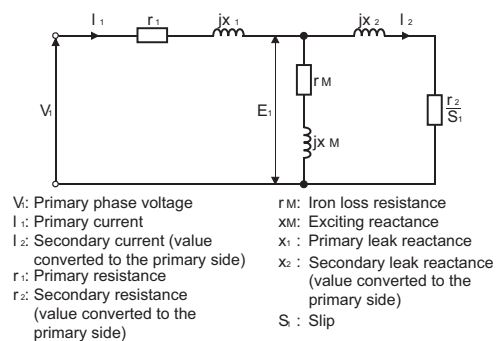 I 1
r 1
jx 1
jx 2
I 2
V1
E1
r M
jx M
r 2
S1
V1: Primary phase voltage
I 1: Primary current
I 2: Secondary current (value
converted to the primary side)
r 1: Primary resistance
r 2: Secondary resistance
(value converted to the
primary side)
r M: Iron loss resistance
xM: Exciting reactance
x1 : Primary leak reactance
x2 : Secondary leak reactance
(value converted to the
primary side)
S1 : Slip